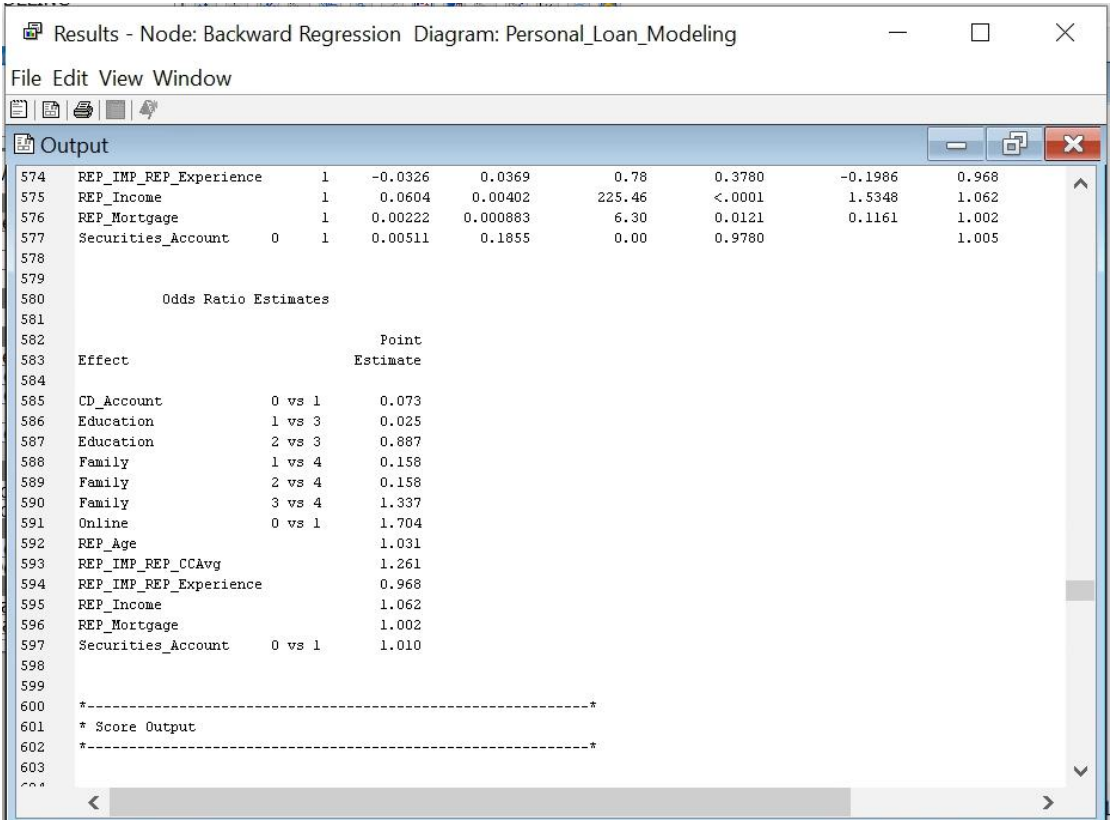 Results - Node: Backward Regression Diagram: Personal_Loan_Modeling
File Edit View Window
Output
574 REP_IMP_REP_Experience 1 -0.0326 0.0369 0.78 0.3780 -0.1986 0.968
575 REP_Income 1 0.0604 0.00402 225.46 <.0001 1.5348 1.062
576 REP_Mortgage 1 0.00222 0.000883 6.30 0.0121 0.1161 1.002
577 Securities_Account 0 1 0.00511 0.1855 0.00 0.9780 1.005
578
579
580 Odds Ratio Estimates
581
582 Point
583 Effect Estimate
584
585 CD_Account 0 vs 1 0.073
586 Education 1 vs 3 0.025
587 Education 2 vs 3 0.887
588 Family 1 vs 4 0.158
589 Family 2 vs 4 0.158
590 Family 3 vs 4 1.337
591 Online 0 vs 1 1.704
592 REP_Age 1.031
593 REP_IMP_REP_CCAvg 1.261
594 REP_IMP_REP_Experience 0.968
595 REP_Income 1.062
596 REP_Mortgage 1.002
597 Securities_Account 0 vs 1 1.010
598
599
600 *------------------------------------------------------------*
601 * Score Output
602 *------------------------------------------------------------*
603